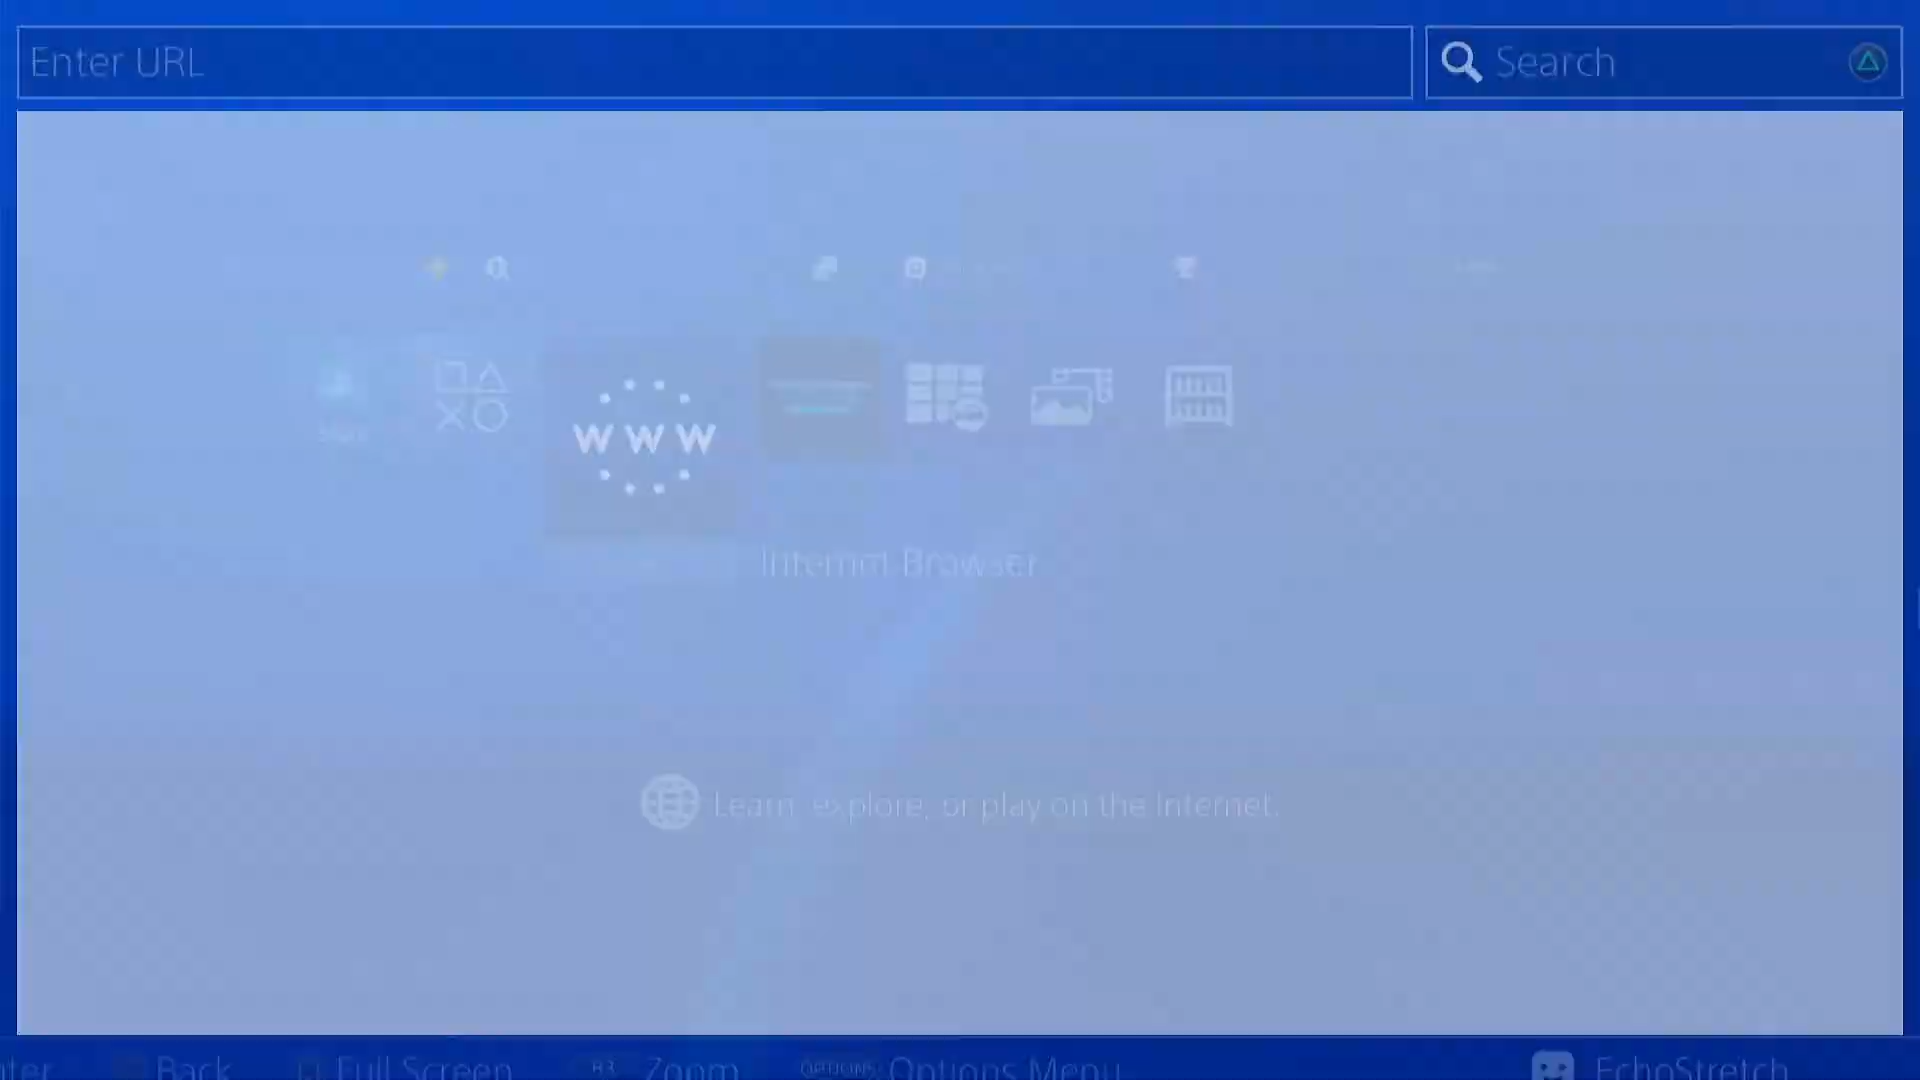 Enter URL
Search
WWW
Internet Browser
Learn, explore, or play on the Internet.
Back
Full Screen
R3 Zoom
OPTIONS Options Menu
EchoStretch